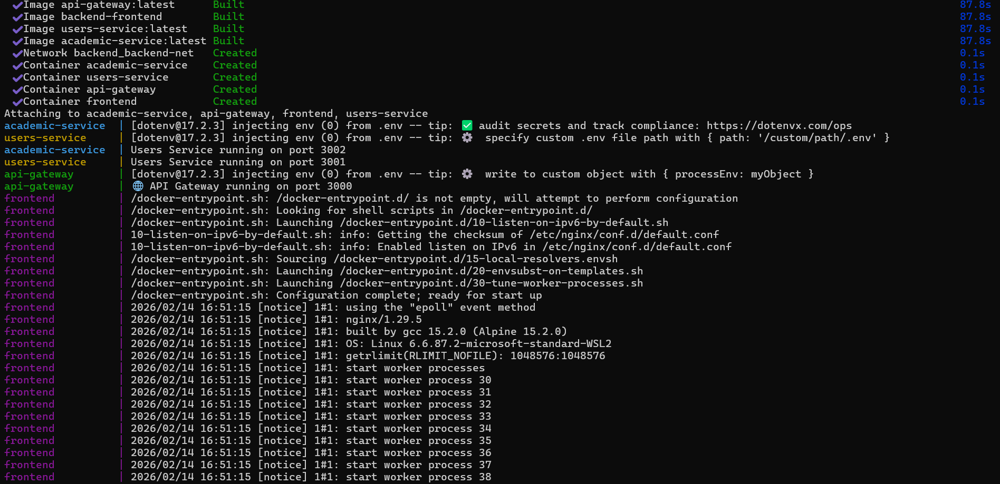 ✔Image api-gateway:latest Built 87.8s
✔Image backend-frontend Built 87.8s
✔Image users-service:latest Built 87.8s
✔Image academic-service:latest Built 87.8s
✔Network backend_backend-net Created 0.1s
✔Container academic-service Created 0.1s
✔Container users-service Created 0.1s
✔Container api-gateway Created 0.1s
✔Container frontend Created 0.1s
Attaching to academic-service, api-gateway, frontend, users-service
academic-service | [dotenv@17.2.3] injecting env (0) from .env -- tip: ✅ audit secrets and track compliance: https://dotenvx.com/ops
users-service | [dotenv@17.2.3] injecting env (0) from .env -- tip: ⚙️ specify custom .env file path with { path: '/custom/path/.env' }
academic-service | Users Service running on port 3002
users-service | Users Service running on port 3001
api-gateway | [dotenv@17.2.3] injecting env (0) from .env -- tip: ⚙️ write to custom object with { processEnv: myObject }
api-gateway | 🌐 API Gateway running on port 3000
frontend | /docker-entrypoint.sh: /docker-entrypoint.d/ is not empty, will attempt to perform configuration
frontend | /docker-entrypoint.sh: Looking for shell scripts in /docker-entrypoint.d/
frontend | /docker-entrypoint.sh: Launching /docker-entrypoint.d/10-listen-on-ipv6-by-default.sh
frontend | 10-listen-on-ipv6-by-default.sh: info: Getting the checksum of /etc/nginx/conf.d/default.conf
frontend | 10-listen-on-ipv6-by-default.sh: info: Enabled listen on IPv6 in /etc/nginx/conf.d/default.conf
frontend | /docker-entrypoint.sh: Sourcing /docker-entrypoint.d/15-local-resolvers.envsh
frontend | /docker-entrypoint.sh: Launching /docker-entrypoint.d/20-envsubst-on-templates.sh
frontend | /docker-entrypoint.sh: Launching /docker-entrypoint.d/30-tune-worker-processes.sh
frontend | /docker-entrypoint.sh: Configuration complete; ready for start up
frontend | 2026/02/14 16:51:15 [notice] 1#1: using the "epoll" event method
frontend | 2026/02/14 16:51:15 [notice] 1#1: nginx/1.29.5
frontend | 2026/02/14 16:51:15 [notice] 1#1: built by gcc 15.2.0 (Alpine 15.2.0)
frontend | 2026/02/14 16:51:15 [notice] 1#1: OS: Linux 6.6.87.2-microsoft-standard-WSL2
frontend | 2026/02/14 16:51:15 [notice] 1#1: getrlimit(RLIMIT_NOFILE): 1048576:1048576
frontend | 2026/02/14 16:51:15 [notice] 1#1: start worker processes
frontend | 2026/02/14 16:51:15 [notice] 1#1: start worker process 30
frontend | 2026/02/14 16:51:15 [notice] 1#1: start worker process 31
frontend | 2026/02/14 16:51:15 [notice] 1#1: start worker process 32
frontend | 2026/02/14 16:51:15 [notice] 1#1: start worker process 33
frontend | 2026/02/14 16:51:15 [notice] 1#1: start worker process 34
frontend | 2026/02/14 16:51:15 [notice] 1#1: start worker process 35
frontend | 2026/02/14 16:51:15 [notice] 1#1: start worker process 36
frontend | 2026/02/14 16:51:15 [notice] 1#1: start worker process 37
frontend | 2026/02/14 16:51:15 [notice] 1#1: start worker process 38